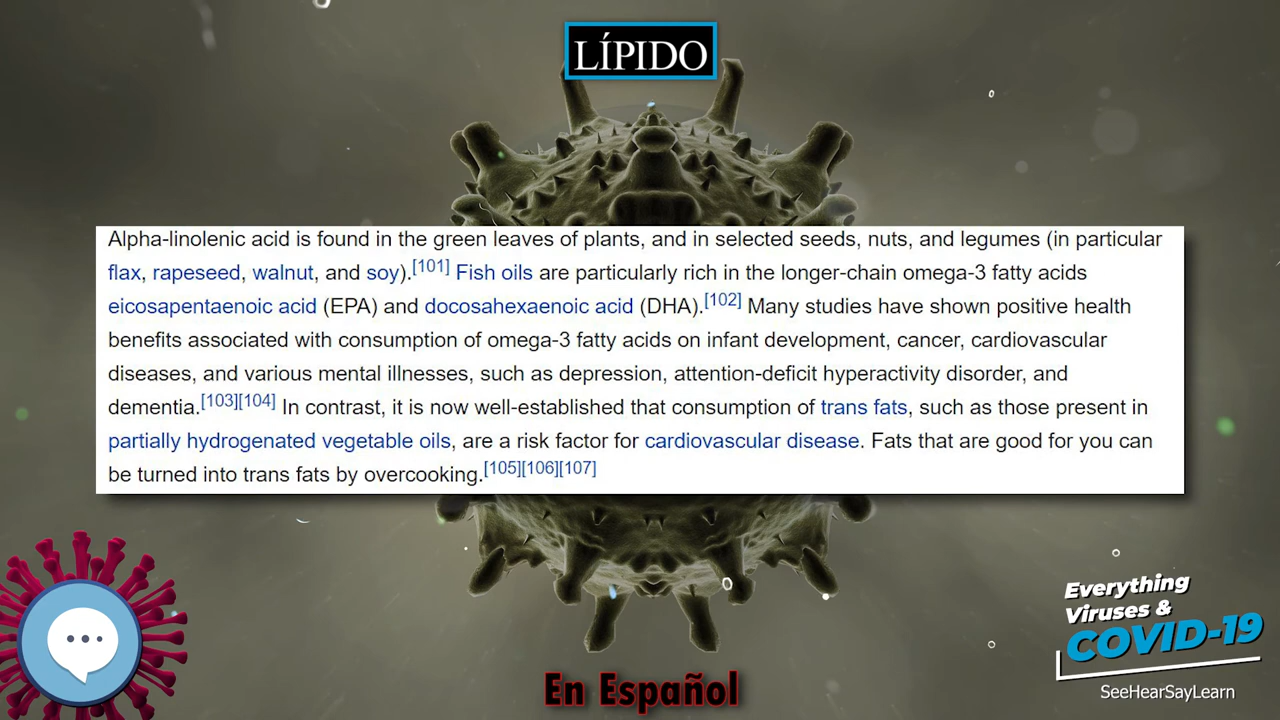 LÍPIDO
Alpha-linolenic acid is found in the green leaves of plants, and in selected seeds, nuts, and legumes (in particular
flax, rapeseed, walnut, and soy).[101] Fish oils are particularly rich in the longer-chain omega-3 fatty acids
eicosapentaenoic acid (EPA) and docosahexaenoic acid (DHA).[102] Many studies have shown positive health
benefits associated with consumption of omega-3 fatty acids on infant development, cancer, cardiovascular
diseases, and various mental illnesses, such as depression, attention-deficit hyperactivity disorder, and
dementia.[103][104] In contrast, it is now well-established that consumption of trans fats, such as those present in
partially hydrogenated vegetable oils, are a risk factor for cardiovascular disease. Fats that are good for you can
be turned into trans fats by overcooking.[105][106][107]
Everything
Viruses &
COVID-19
SeeHearSayLearn
En Español